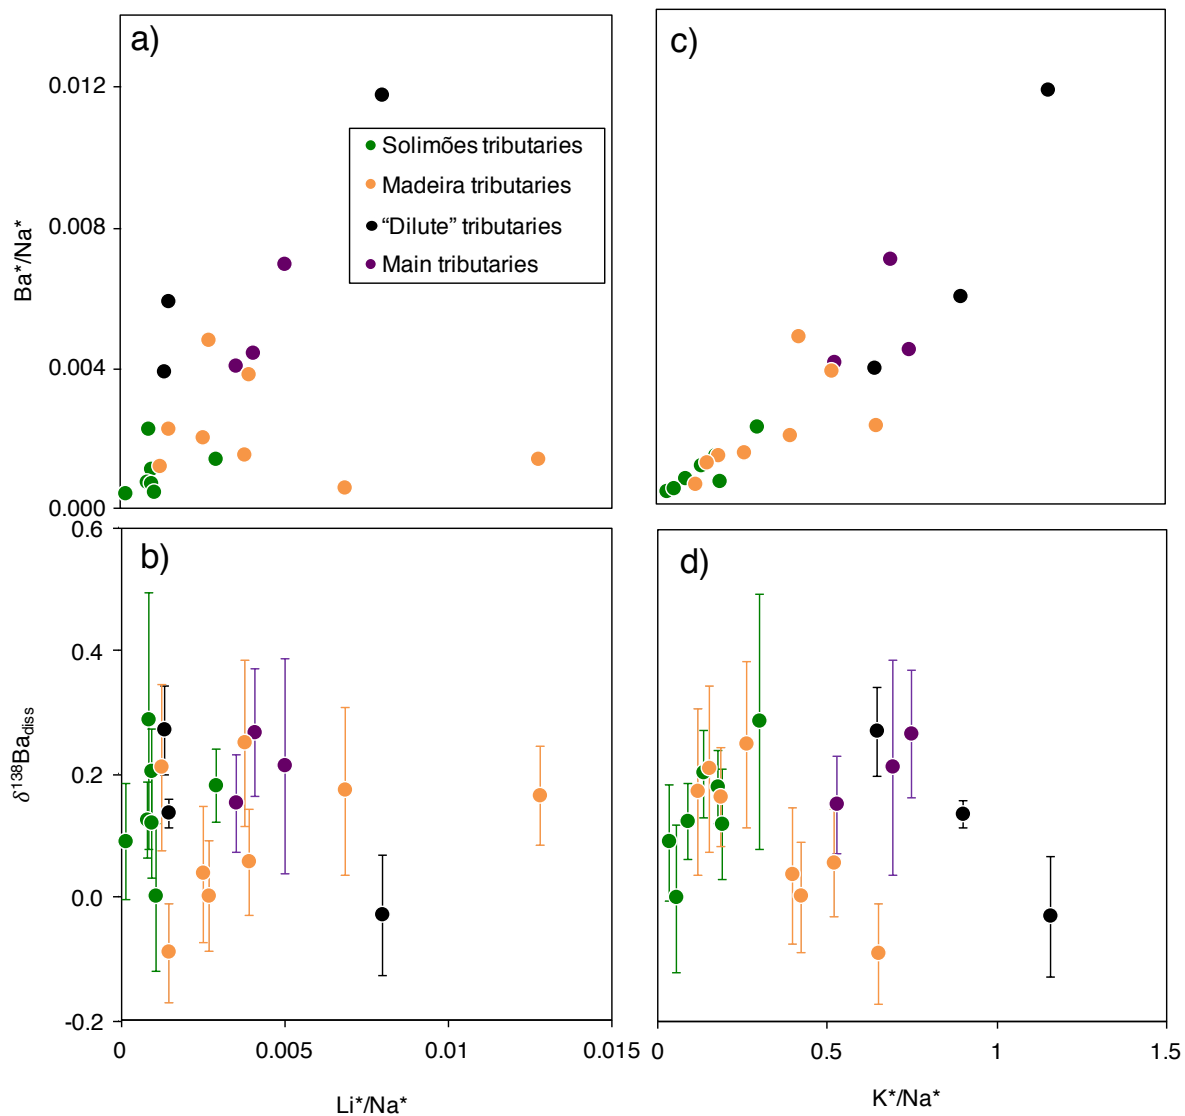 a)
c)
0.012
0.008
0.004
0.000
Ba*/Na*
Solimões tributaries
Madeira tributaries
“Dilute” tributaries
Main tributaries
b)
d)
0.6
0.4
0.2
0.0
-0.2
δ¹³⁸Ba_diss
0
0.005
0.01
0.015
0
0.5
1
1.5
Li*/Na*
K*/Na*